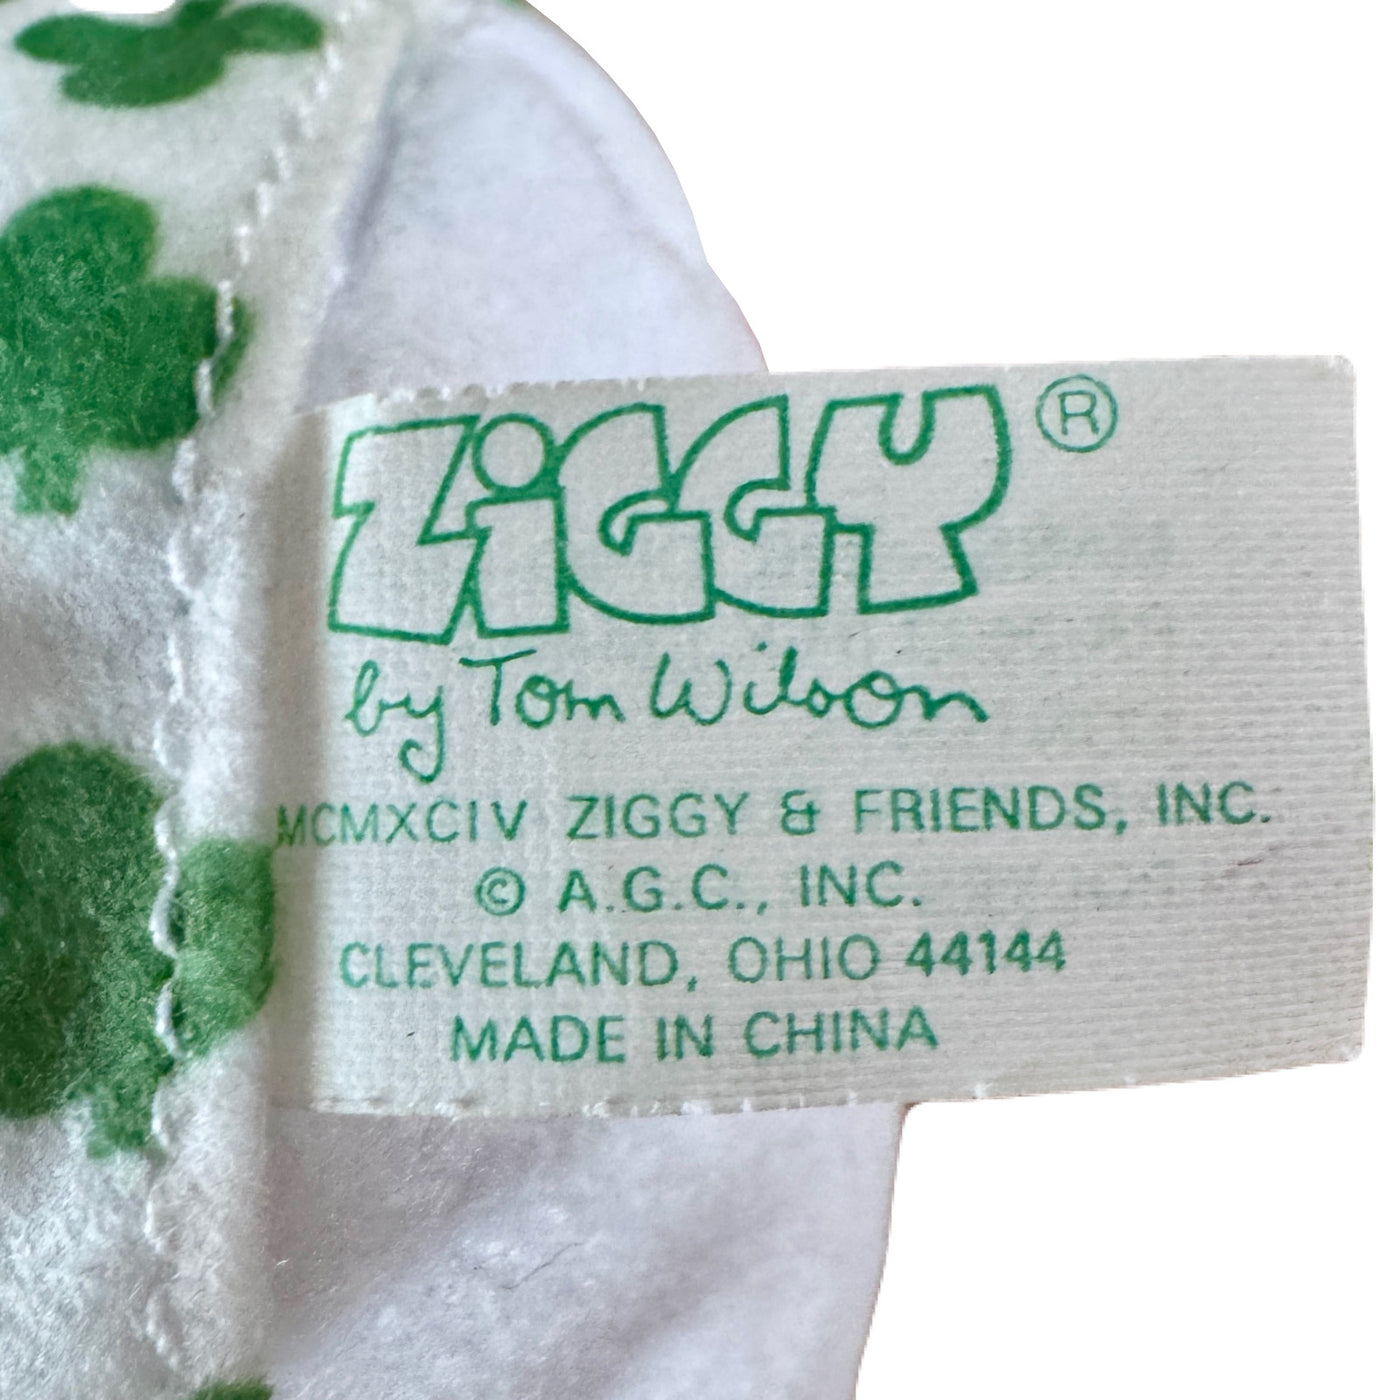 ZiGGY ®
by Tom Wilson
MCMXCIV ZIGGY & FRIENDS, INC.
© A.G.C., INC.
CLEVELAND, OHIO 44144
MADE IN CHINA